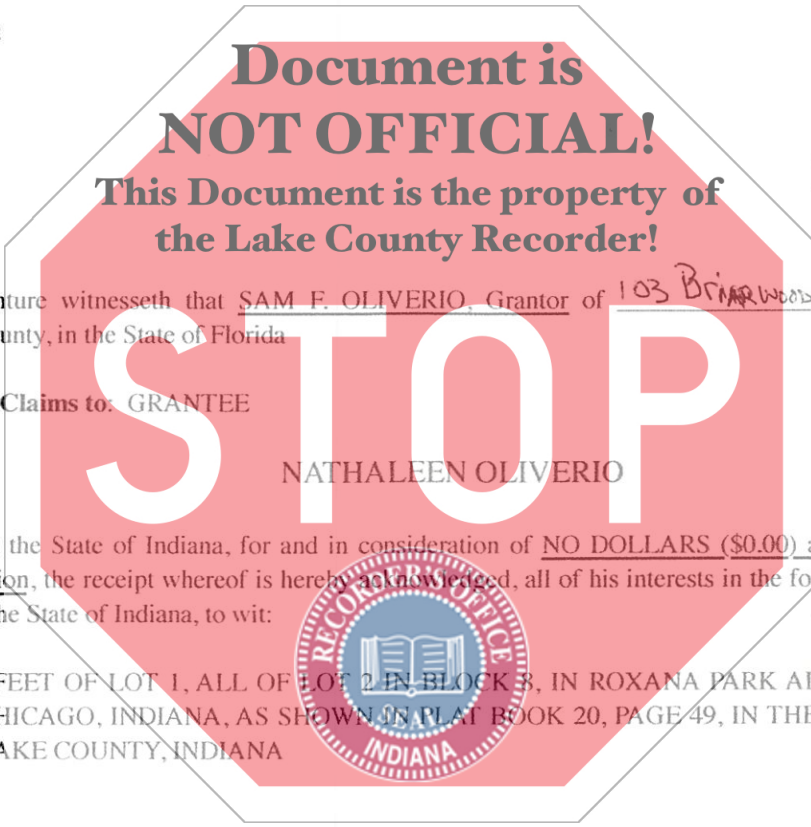 Document is
NOT OFFICIAL!
This Document is the property of
the Lake County Recorder!
ture witnesseth that SAM F. OLIVERIO, Grantor of 103 Briarwood
unty, in the State of Florida
Claims to: GRANTEE
STOP
NATHALEEN OLIVERIO
the State of Indiana, for and in consideration of NO DOLLARS ($0.00) a
on, the receipt whereof is hereby acknowledged, all of his interests in the fo
he State of Indiana, to wit:
RECORDER'S OFFICE
FEET OF LOT 1, ALL OF LOT 2 IN BLOCK 8, IN ROXANA PARK
HICAGO, INDIANA, AS SHOWN IN PLAT BOOK 20, PAGE 49, IN THE
SEAL
INDIANA
AKE COUNTY, INDIANA